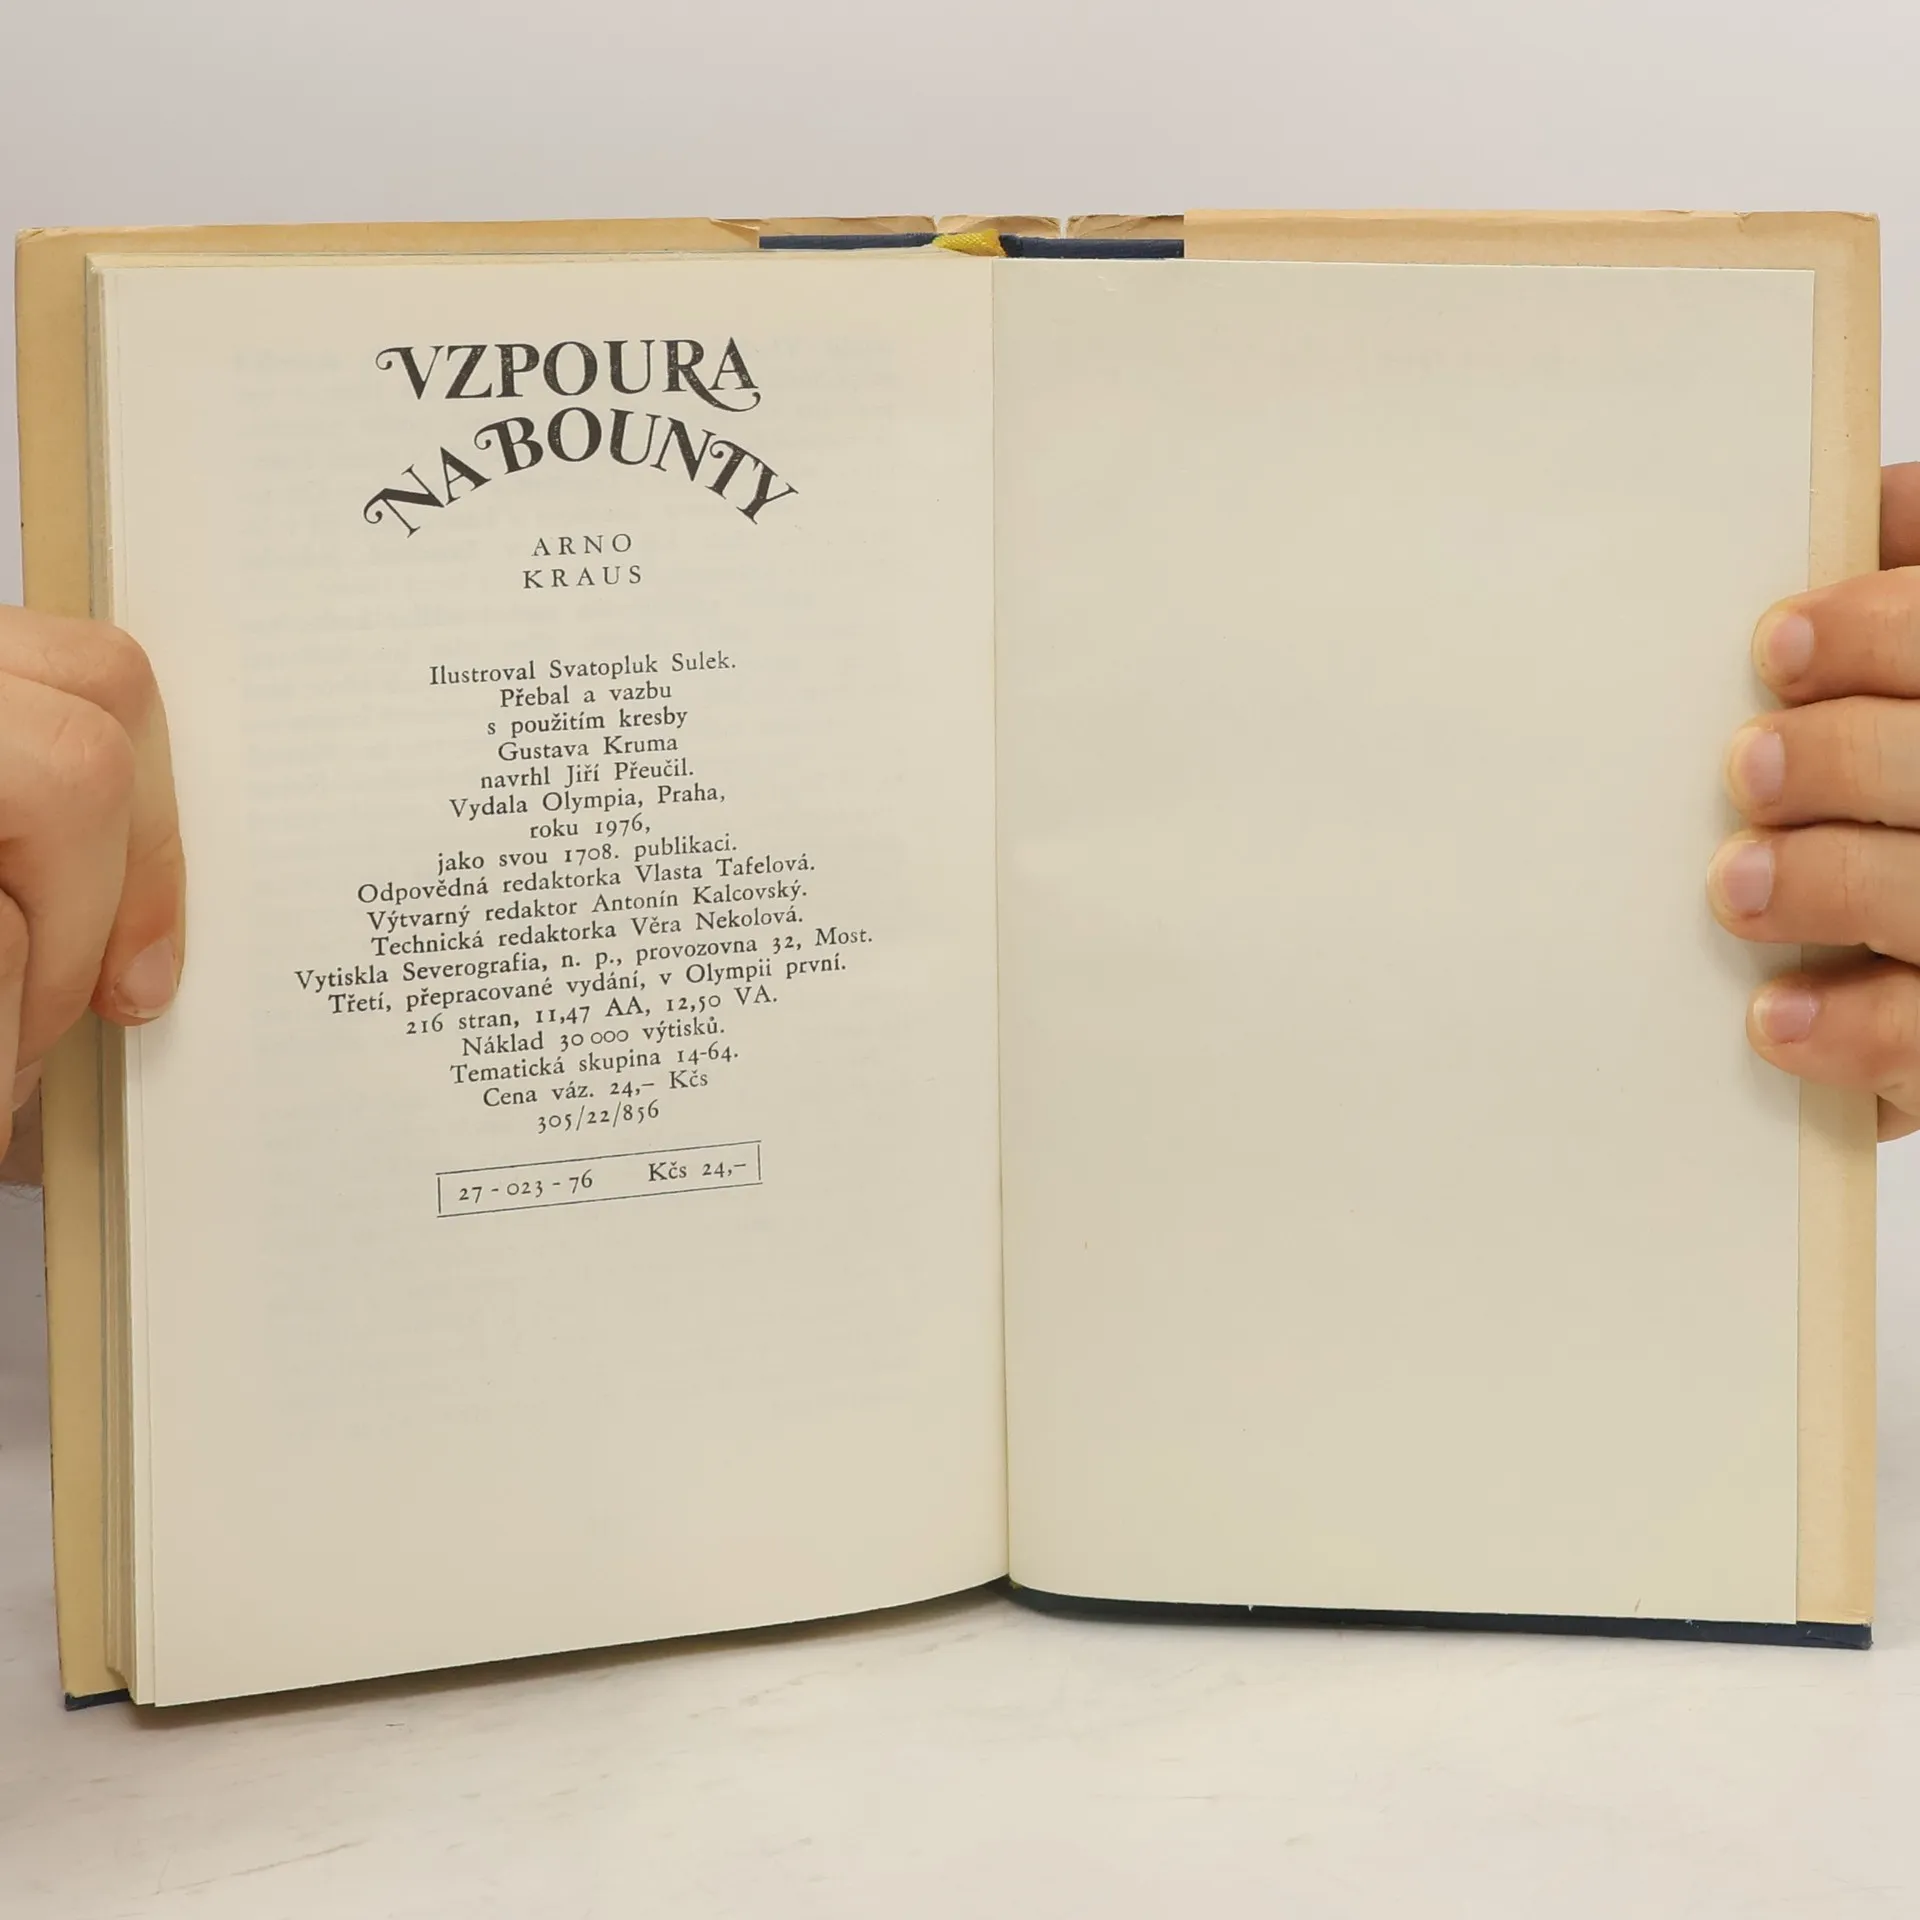 VZPOURA
NA BOUNTY
ARNO
KRAUS
Ilustroval Svatopluk Sulek.
Přebal a vazbu
s použitím kresby
Gustava Kruma
navrhl Jiří Přeučil.
Vydala Olympia, Praha,
roku 1976,
jako svou 1708. publikaci.
Odpovědná redaktorka Vlasta Tafelová.
Výtvarný redaktor Antonín Kalcovský.
Technická redaktorka Věra Nekolová.
Vytiskla Severografia, n. p., provozovna 32, Most.
Třetí, přepracované vydání, v Olympii první.
216 stran, 11,47 AA, 12,50 VA.
Náklad 30 000 výtisků.
Tematická skupina 14-64.
Cena váz. 24,– Kčs
305/22/856
27 - 023 - 76 Kčs 24,–